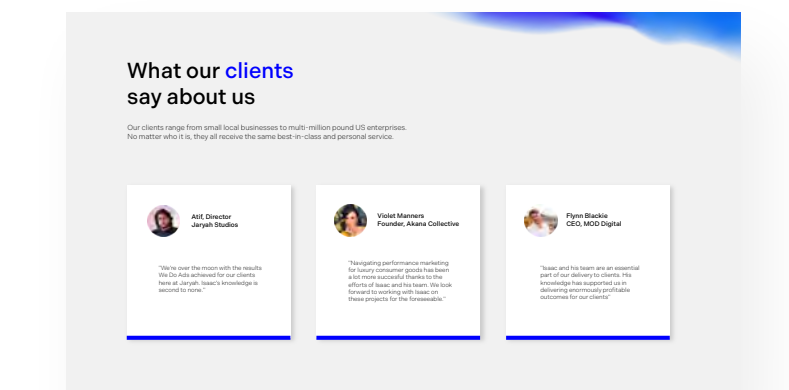 What our clients
say about us
Our clients range from small local businesses to multi-million pound US enterprises.
No matter who it is, they all receive the same best-in-class and personal service.
Atif, Director
Jaryah Studios
"We're over the moon with the results
We Do Ads achieved for our clients
here at Jaryah. Isaac's knowledge is
second to none."
Violet Manners
Founder, Akana Collective
"Navigating performance marketing
for luxury consumer goods has been
a lot more succesful thanks to the
efforts of Isaac and his team. We look
forward to working with Isaac on
these projects for the foreseeable."
Flynn Blackie
CEO, MOD Digital
"Isaac and his team are an essential
part of our delivery to clients. His
knowledge has supported us in
delivering enormously profitable
outcomes for our clients"